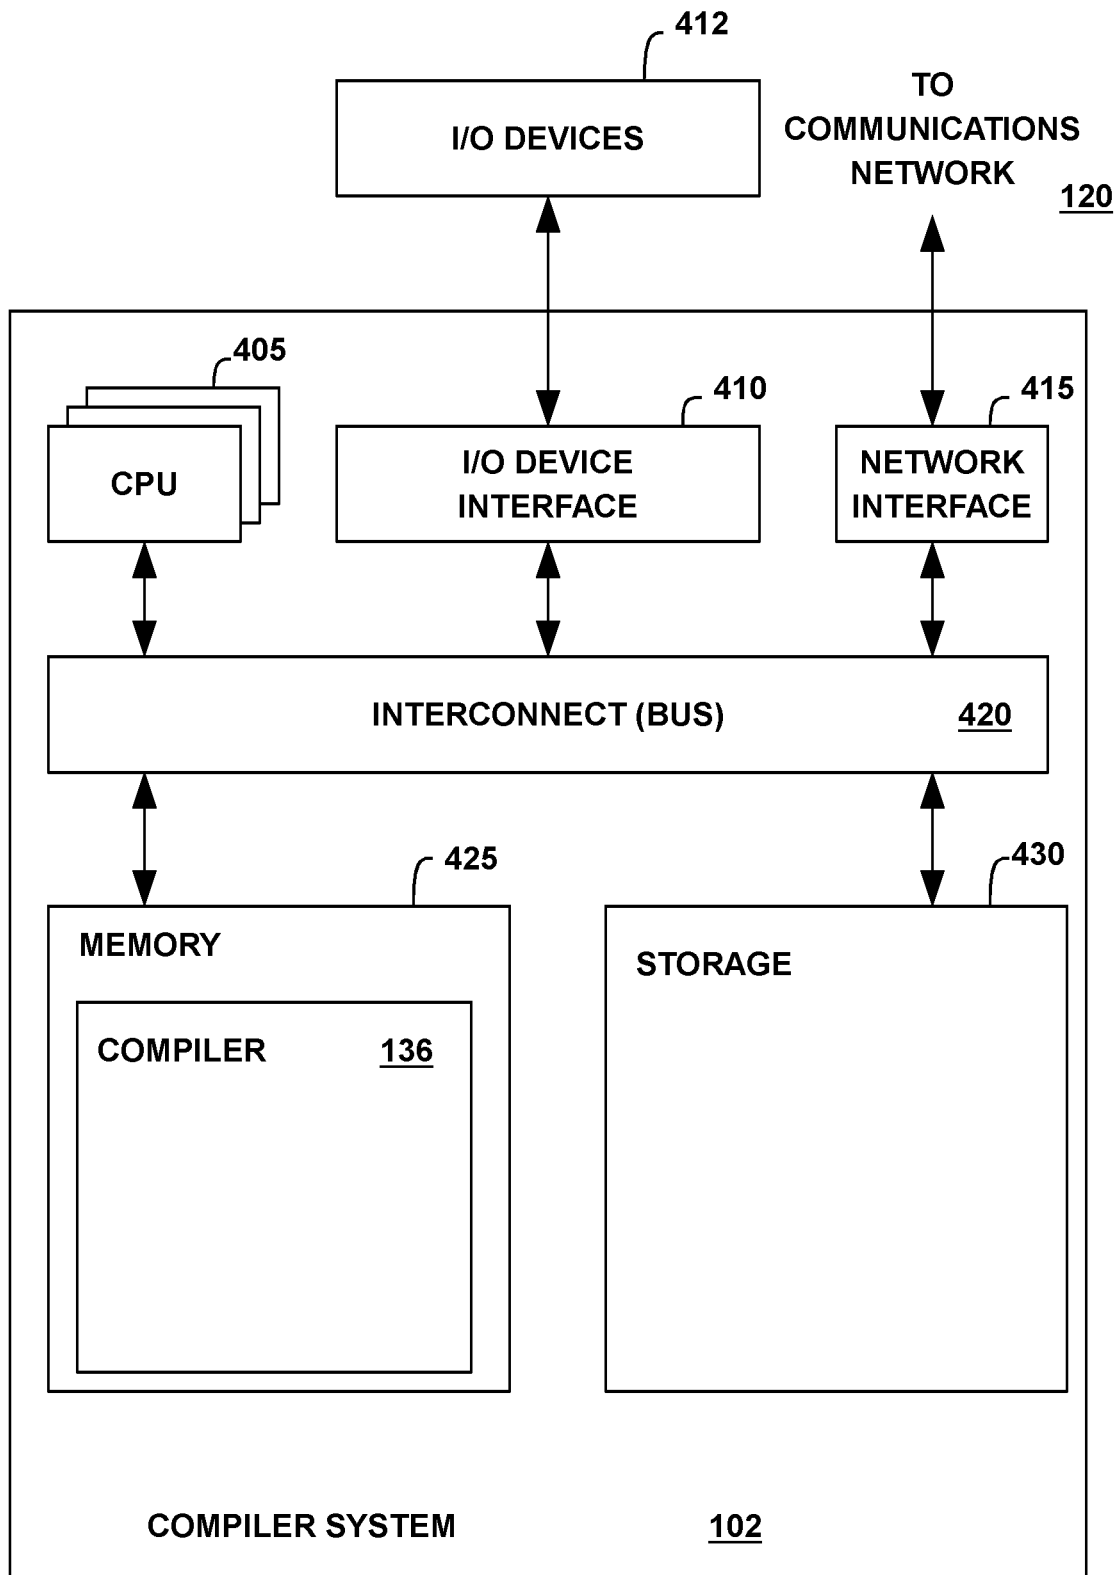 412
I/O DEVICES
TO
COMMUNICATIONS
NETWORK
120
405
CPU
410
I/O DEVICE
INTERFACE
415
NETWORK
INTERFACE
INTERCONNECT (BUS)
420
425
MEMORY
COMPILER
136
430
STORAGE
COMPILER SYSTEM
102